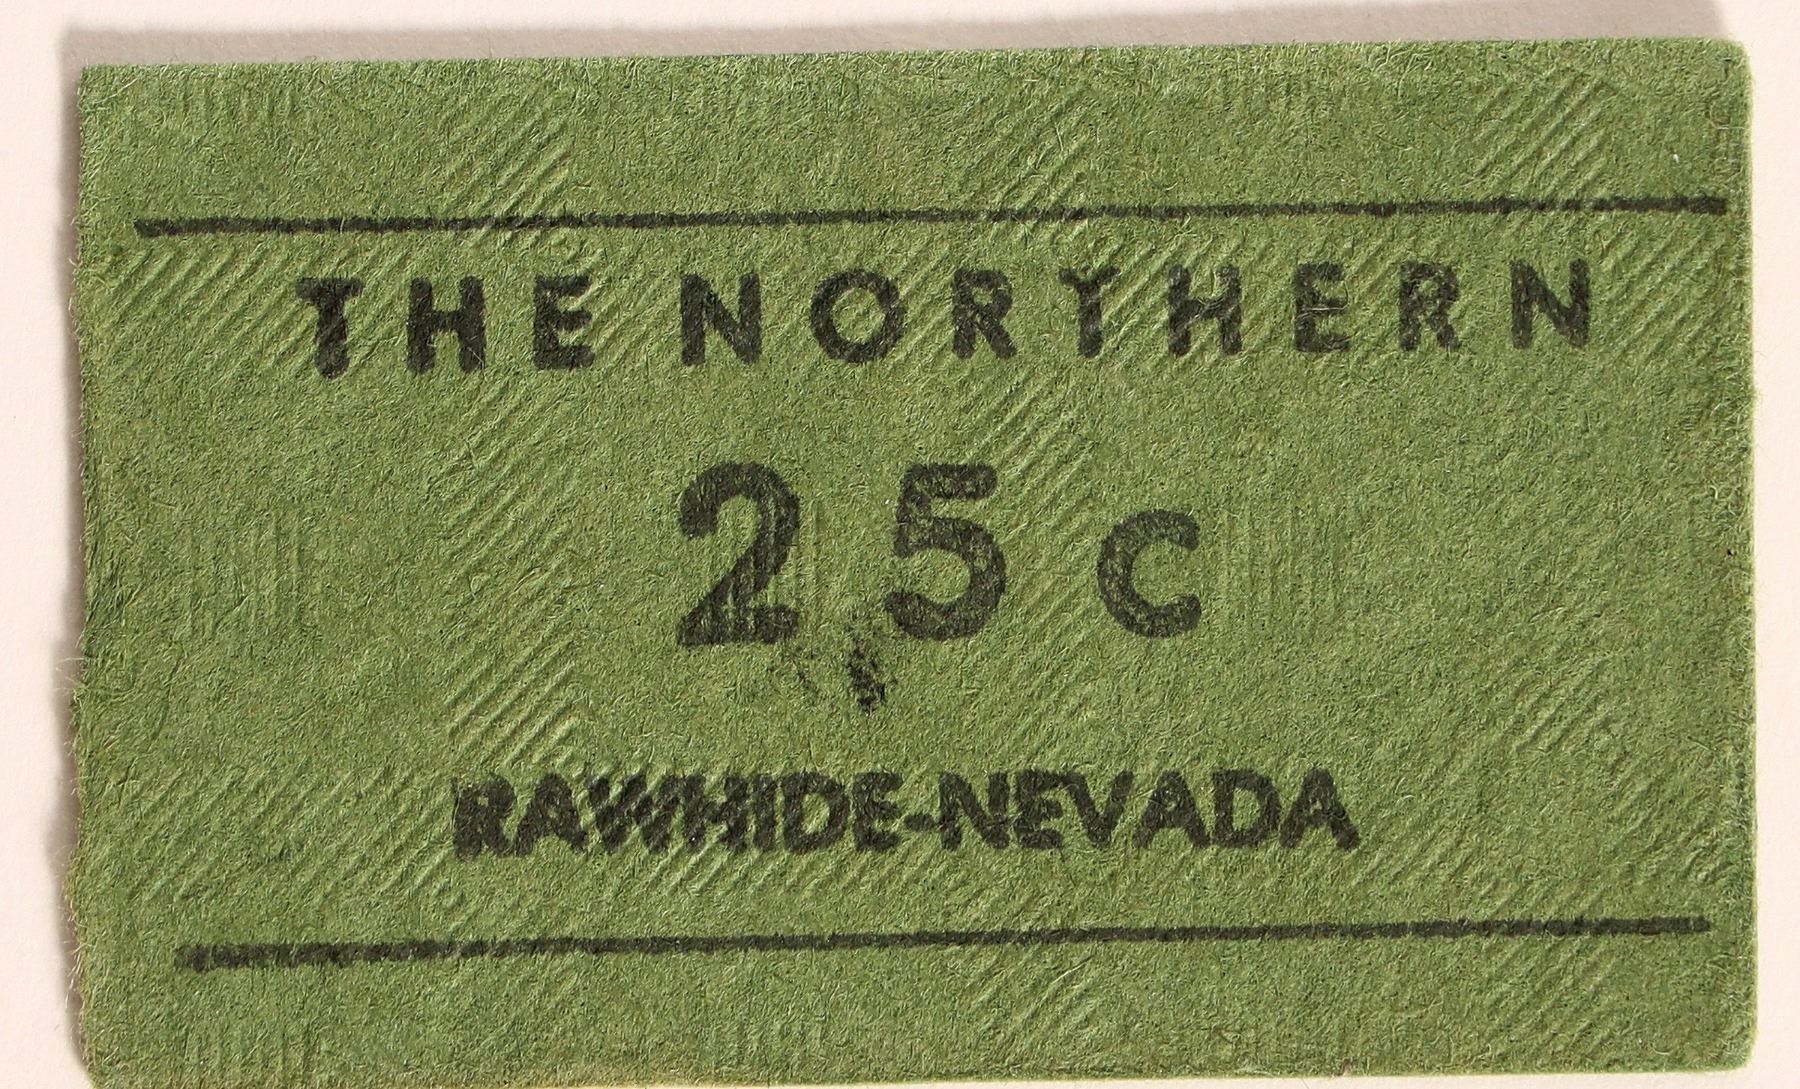 THE NORTHERN
25c
RAWHIDE-NEVADA